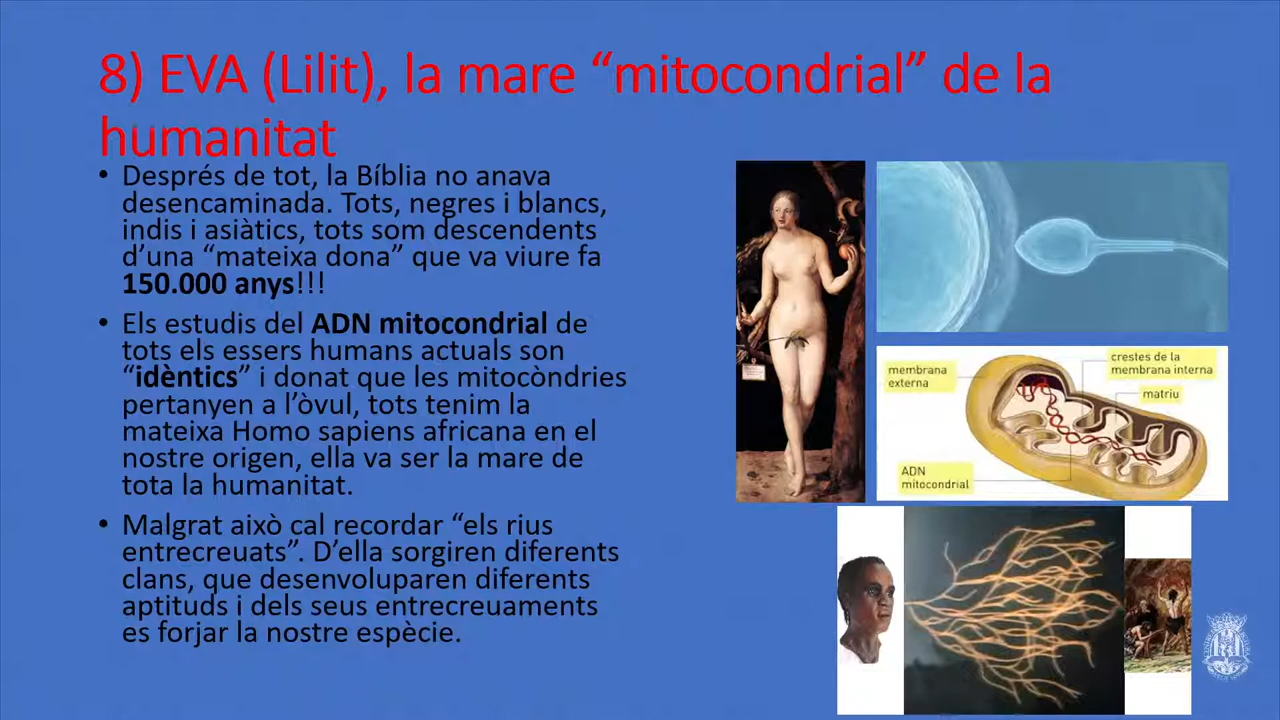 8) EVA (Lilit), la mare “mitocondrial” de la
humanitat
• Després de tot, la Bíblia no anava
desencaminada. Tots, negres i blancs,
indis i asiàtics, tots som descendents
d’una “mateixa dona” que va viure fa
150.000 anys!!!
• Els estudis del ADN mitocondrial de
tots els essers humans actuals son
“idèntics” i donat que les mitocòndries
pertanyen a l’òvul, tots tenim la
mateixa Homo sapiens africana en el
nostre origen, ella va ser la mare de
tota la humanitat.
• Malgrat això cal recordar “els rius
entrecreuats”. D’ella sorgiren diferents
clans, que desenvoluparen diferents
aptituds i dels seus entrecreuaments
es forjar la nostre espècie.
membrana
externa
crestes de la
membrana interna
matriu
ADN
mitocondrial